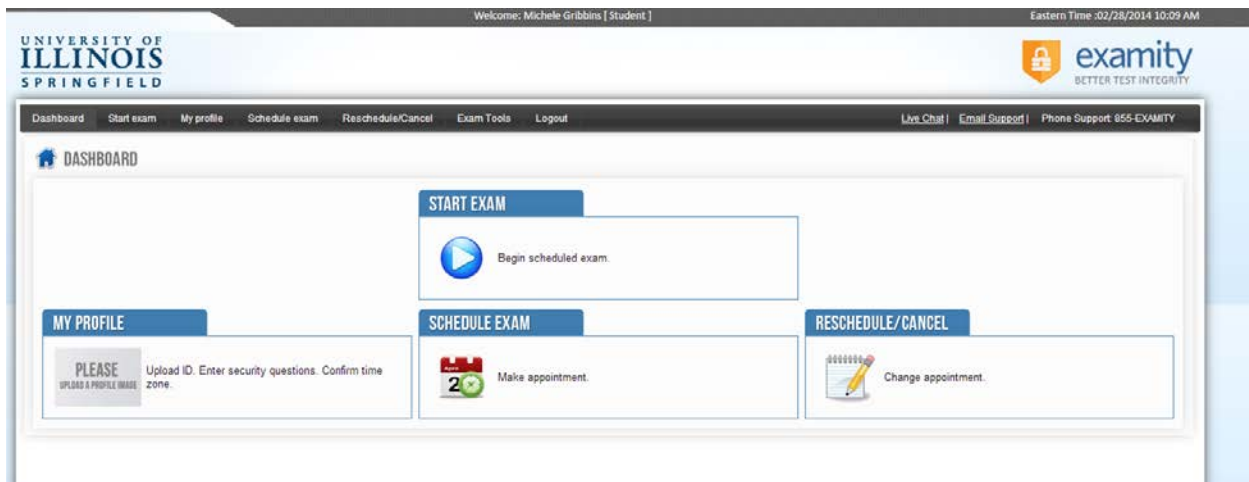 Welcome: Michele Gribbins [ Student ]
Eastern Time :02/28/2014 10:09 AM
UNIVERSITY OF
ILLINOIS
SPRINGFIELD
examity
BETTER TEST INTEGRITY
Dashboard Start exam My profile Schedule exam Reschedule/Cancel Exam Tools Logout
Live Chat | Email Support | Phone Support 855-EXAMITY
DASHBOARD
START EXAM
Begin scheduled exam.
MY PROFILE
PLEASE
UPLOAD A PROFILE IMAGE
Upload ID. Enter security questions. Confirm time
zone.
SCHEDULE EXAM
April
2
Make appointment.
RESCHEDULE/CANCEL
Change appointment.